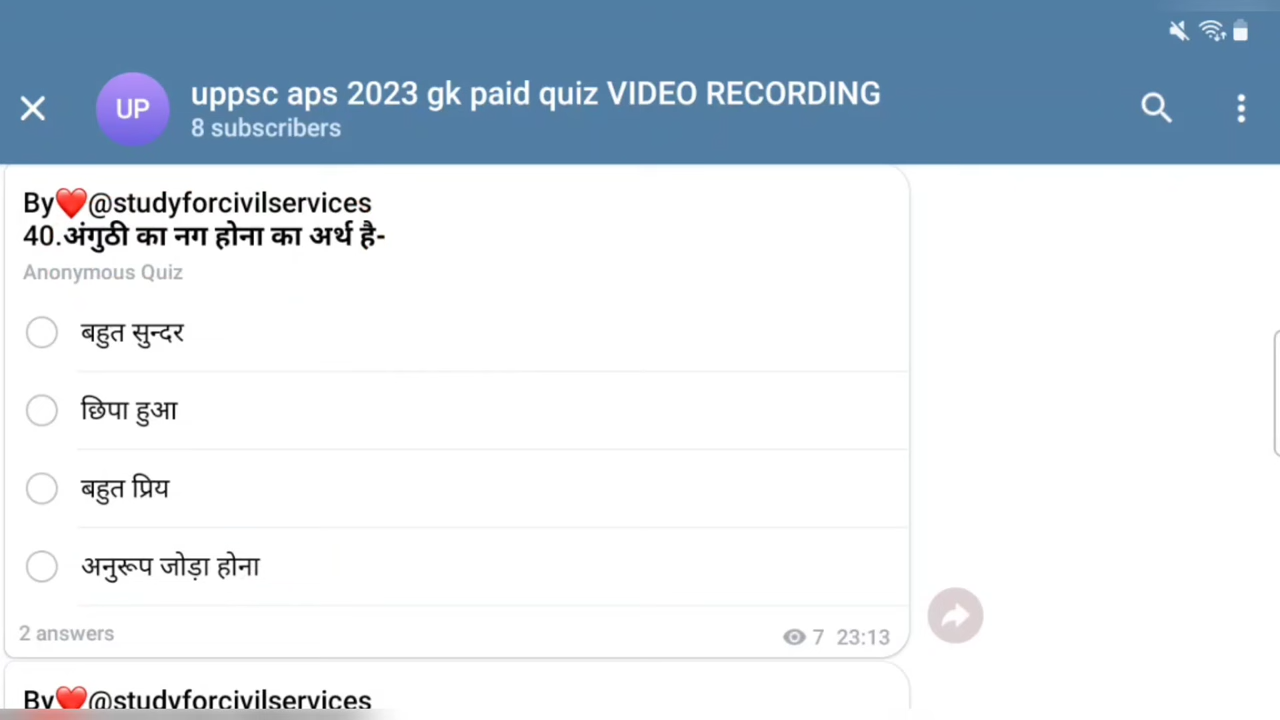 UP
uppsc aps 2023 gk paid quiz VIDEO RECORDING
8 subscribers
By❤️@studyforcivilservices
40.अंगुठी का नग होना का अर्थ है-
Anonymous Quiz
बहुत सुन्दर
छिपा हुआ
बहुत प्रिय
अनुरूप जोड़ा होना
2 answers
7 23:13
By❤️@studyforcivilservices